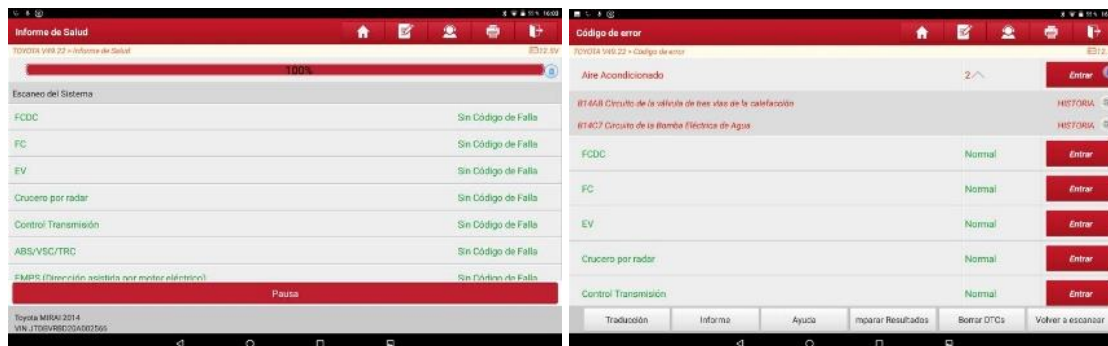 16:03
Informe de Salud
TOYOTA V49.22 > Informe de Salud
12.5V
100%
Escaneo del Sistema
FCDC Sin Código de Falla
FC Sin Código de Falla
EV Sin Código de Falla
Crucero por radar Sin Código de Falla
Control Transmisión Sin Código de Falla
ABS/VSC/TRC Sin Código de Falla
EMPS (Dirección asistida por motor eléctrico) Sin Código de Falla
Pausa
Toyota MIRAI 2014
Código de error
TOYOTA V49.22 > Código de error
Aire Acondicionado 2 Entrar
B14AB Circuito de la válvula de tres vías de la calefacción HISTORIA
B14C7 Circuito de la Bomba Eléctrica de Agua HISTORIA
FCDC Normal Entrar
FC Normal Entrar
EV Normal Entrar
Crucero por radar Normal Entrar
Control Transmisión Normal Entrar
Traducción Informe Ayuda mparar Resultados Borrar DTCs Volver a escanear